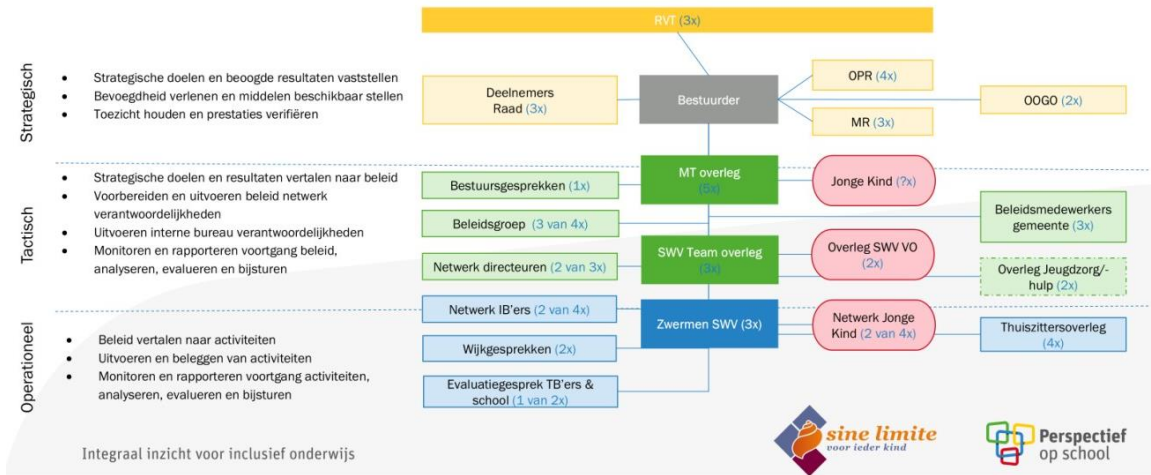 RVT (3x)
Strategisch
• Strategische doelen en beoogde resultaten vaststellen
• Bevoegdheid verlenen en middelen beschikbaar stellen
• Toezicht houden en prestaties verifiëren
Deelnemers
Raad (3x)
Bestuurder
OPR (4x)
MR (3x)
OOGO (2x)
Tactisch
• Strategische doelen en resultaten vertalen naar beleid
• Voorbereiden en uitvoeren beleid netwerk
verantwoordelijkheden
• Uitvoeren interne bureau verantwoordelijkheden
• Monitoren en rapporteren voortgang beleid,
analyseren, evalueren en bijsturen
Bestuursgesprekken (1x)
MT overleg
(5x)
Jonge Kind (?x)
Beleidsgroep (3 van 4x)
Beleidsmedewerkers
gemeente (3x)
Netwerk directeuren (2 van 3x)
SWV Team overleg
(3x)
Overleg SWV VO
(2x)
Overleg Jeugdzorg/-
hulp (2x)
Operationeel
• Beleid vertalen naar activiteiten
• Uitvoeren en beleggen van activiteiten
• Monitoren en rapporteren voortgang activiteiten,
analyseren, evalueren en bijsturen
Netwerk IB'ers (2 van 4x)
Zwermen SWV (3x)
Netwerk Jonge
Kind (2 van 4x)
Thuiszittersoverleg
(4x)
Wijkgesprekken (2x)
Evaluatiegesprek TB'ers &
school (1 van 2x)
Integraal inzicht voor inclusief onderwijs
sine limite
voor ieder kind
Perspectief
op school